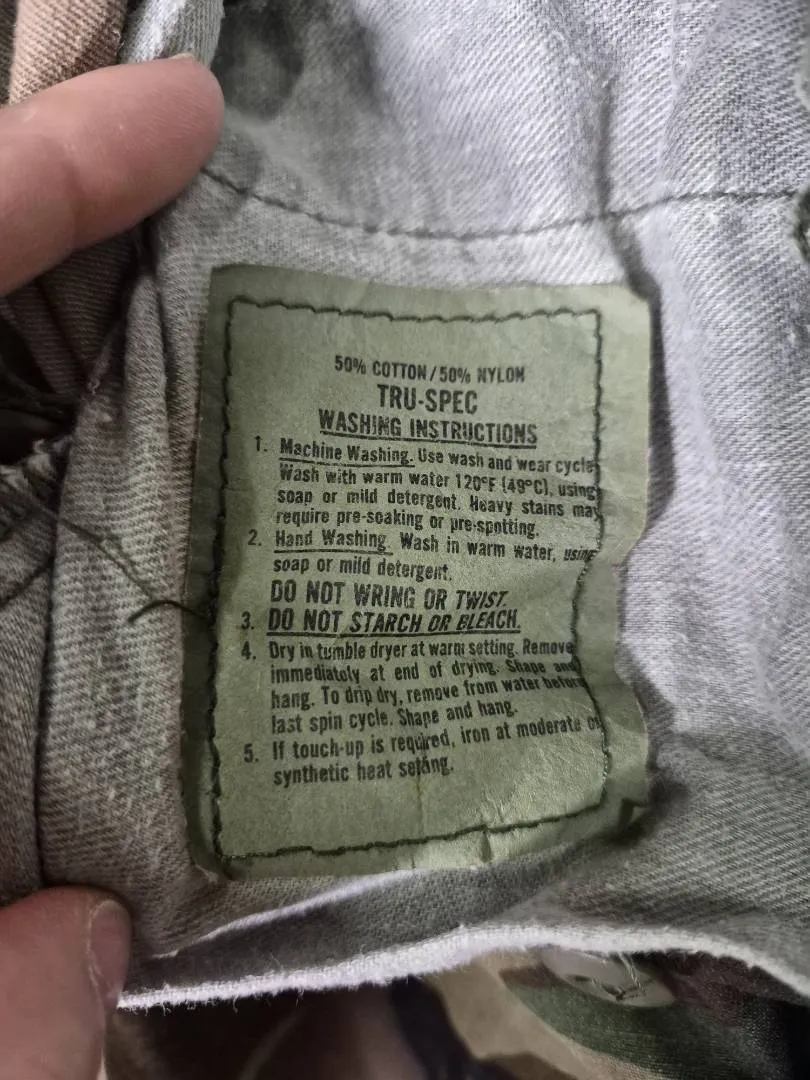 50% COTTON/50% NYLON
TRU-SPEC
WASHING INSTRUCTIONS
1. Machine Washing. Use wash and wear cycle
Wash with warm water 120°F (49°C), using
soap or mild detergent. Heavy stains may
require pre-soaking or pre-spotting.
2. Hand Washing. Wash in warm water, using
soap or mild detergent.
DO NOT WRING OR TWIST.
3. DO NOT STARCH OR BLEACH.
4. Dry in tumble dryer at warm setting. Remove
immediately at end of drying. Shape and
hang. To drip dry, remove from water before
last spin cycle. Shape and hang.
5. If touch-up is required, iron at moderate or
synthetic heat setting.